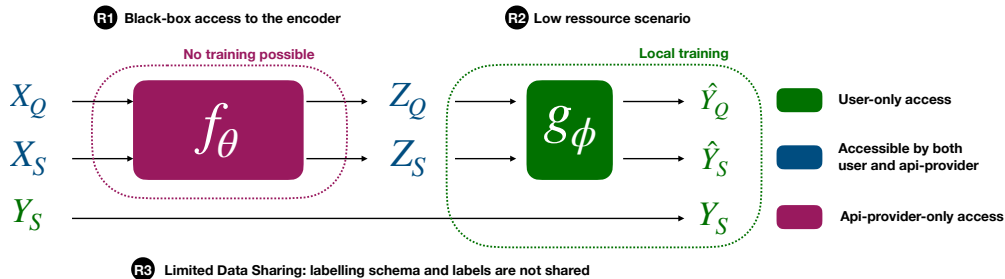 R1 Black-box access to the encoder
R2 Low ressource scenario
No training possible
Local training
X_Q
f_θ
Z_Q
g_ϕ
Ŷ_Q
User-only access
X_S
Z_S
Ŷ_S
Accessible by both
user and api-provider
Y_S
Y_S
Api-provider-only access
R3 Limited Data Sharing: labelling schema and labels are not shared